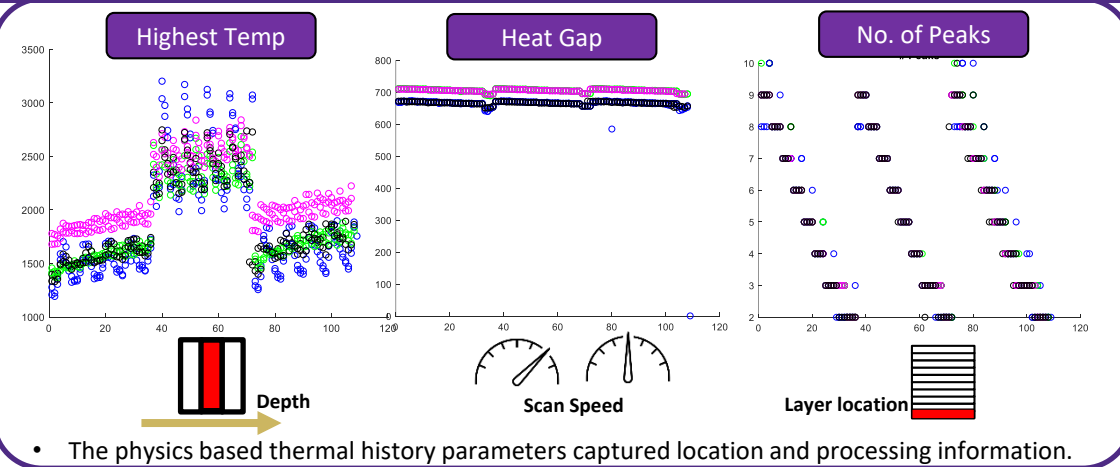 Highest Temp
Heat Gap
No. of Peaks
3500
3000
2500
2000
1500
1000
0 20 40 60 80 100 120
800
700
600
500
400
300
200
100
0
0 20 40 60 80 100 120
10
9
8
7
6
5
4
3
2
0 20 40 60 80 100 120
Depth
Scan Speed
Layer location
• The physics based thermal history parameters captured location and processing information.